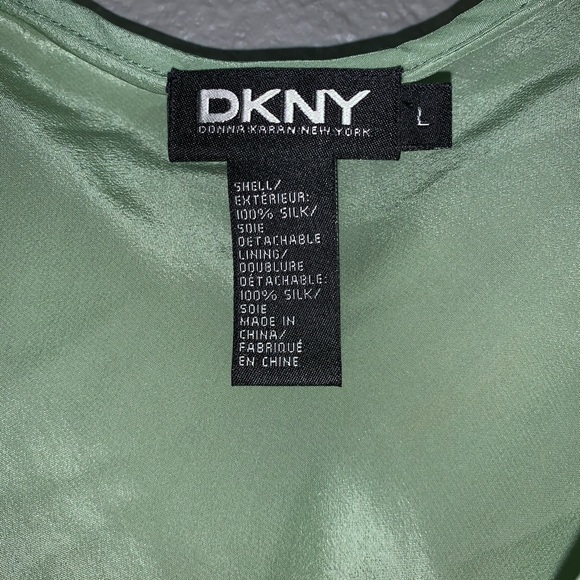 DKNY
DONNA KARAN NEW YORK
L
SHELL/
EXTÉRIEUR:
100% SILK/
SOIE
DETACHABLE
LINING/
DOUBLURE
DÉTACHABLE:
100% SILK/
SOIE
MADE IN
CHINA/
FABRIQUÉ
EN CHINE